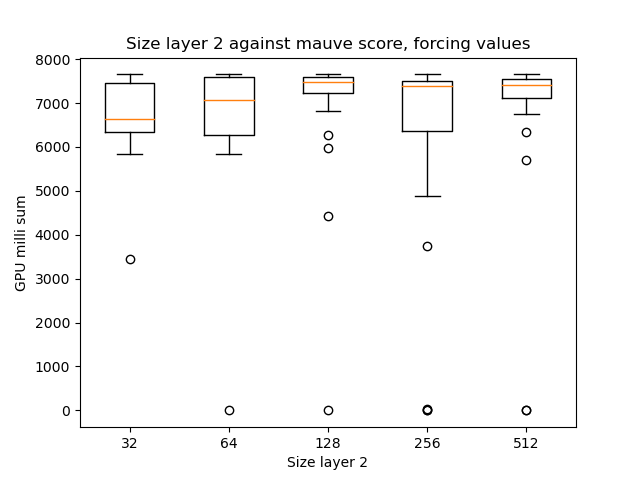 Size layer 2 against mauve score, forcing values
8000
7000
6000
5000
4000
3000
2000
1000
0
GPU milli sum
32 64 128 256 512
Size layer 2